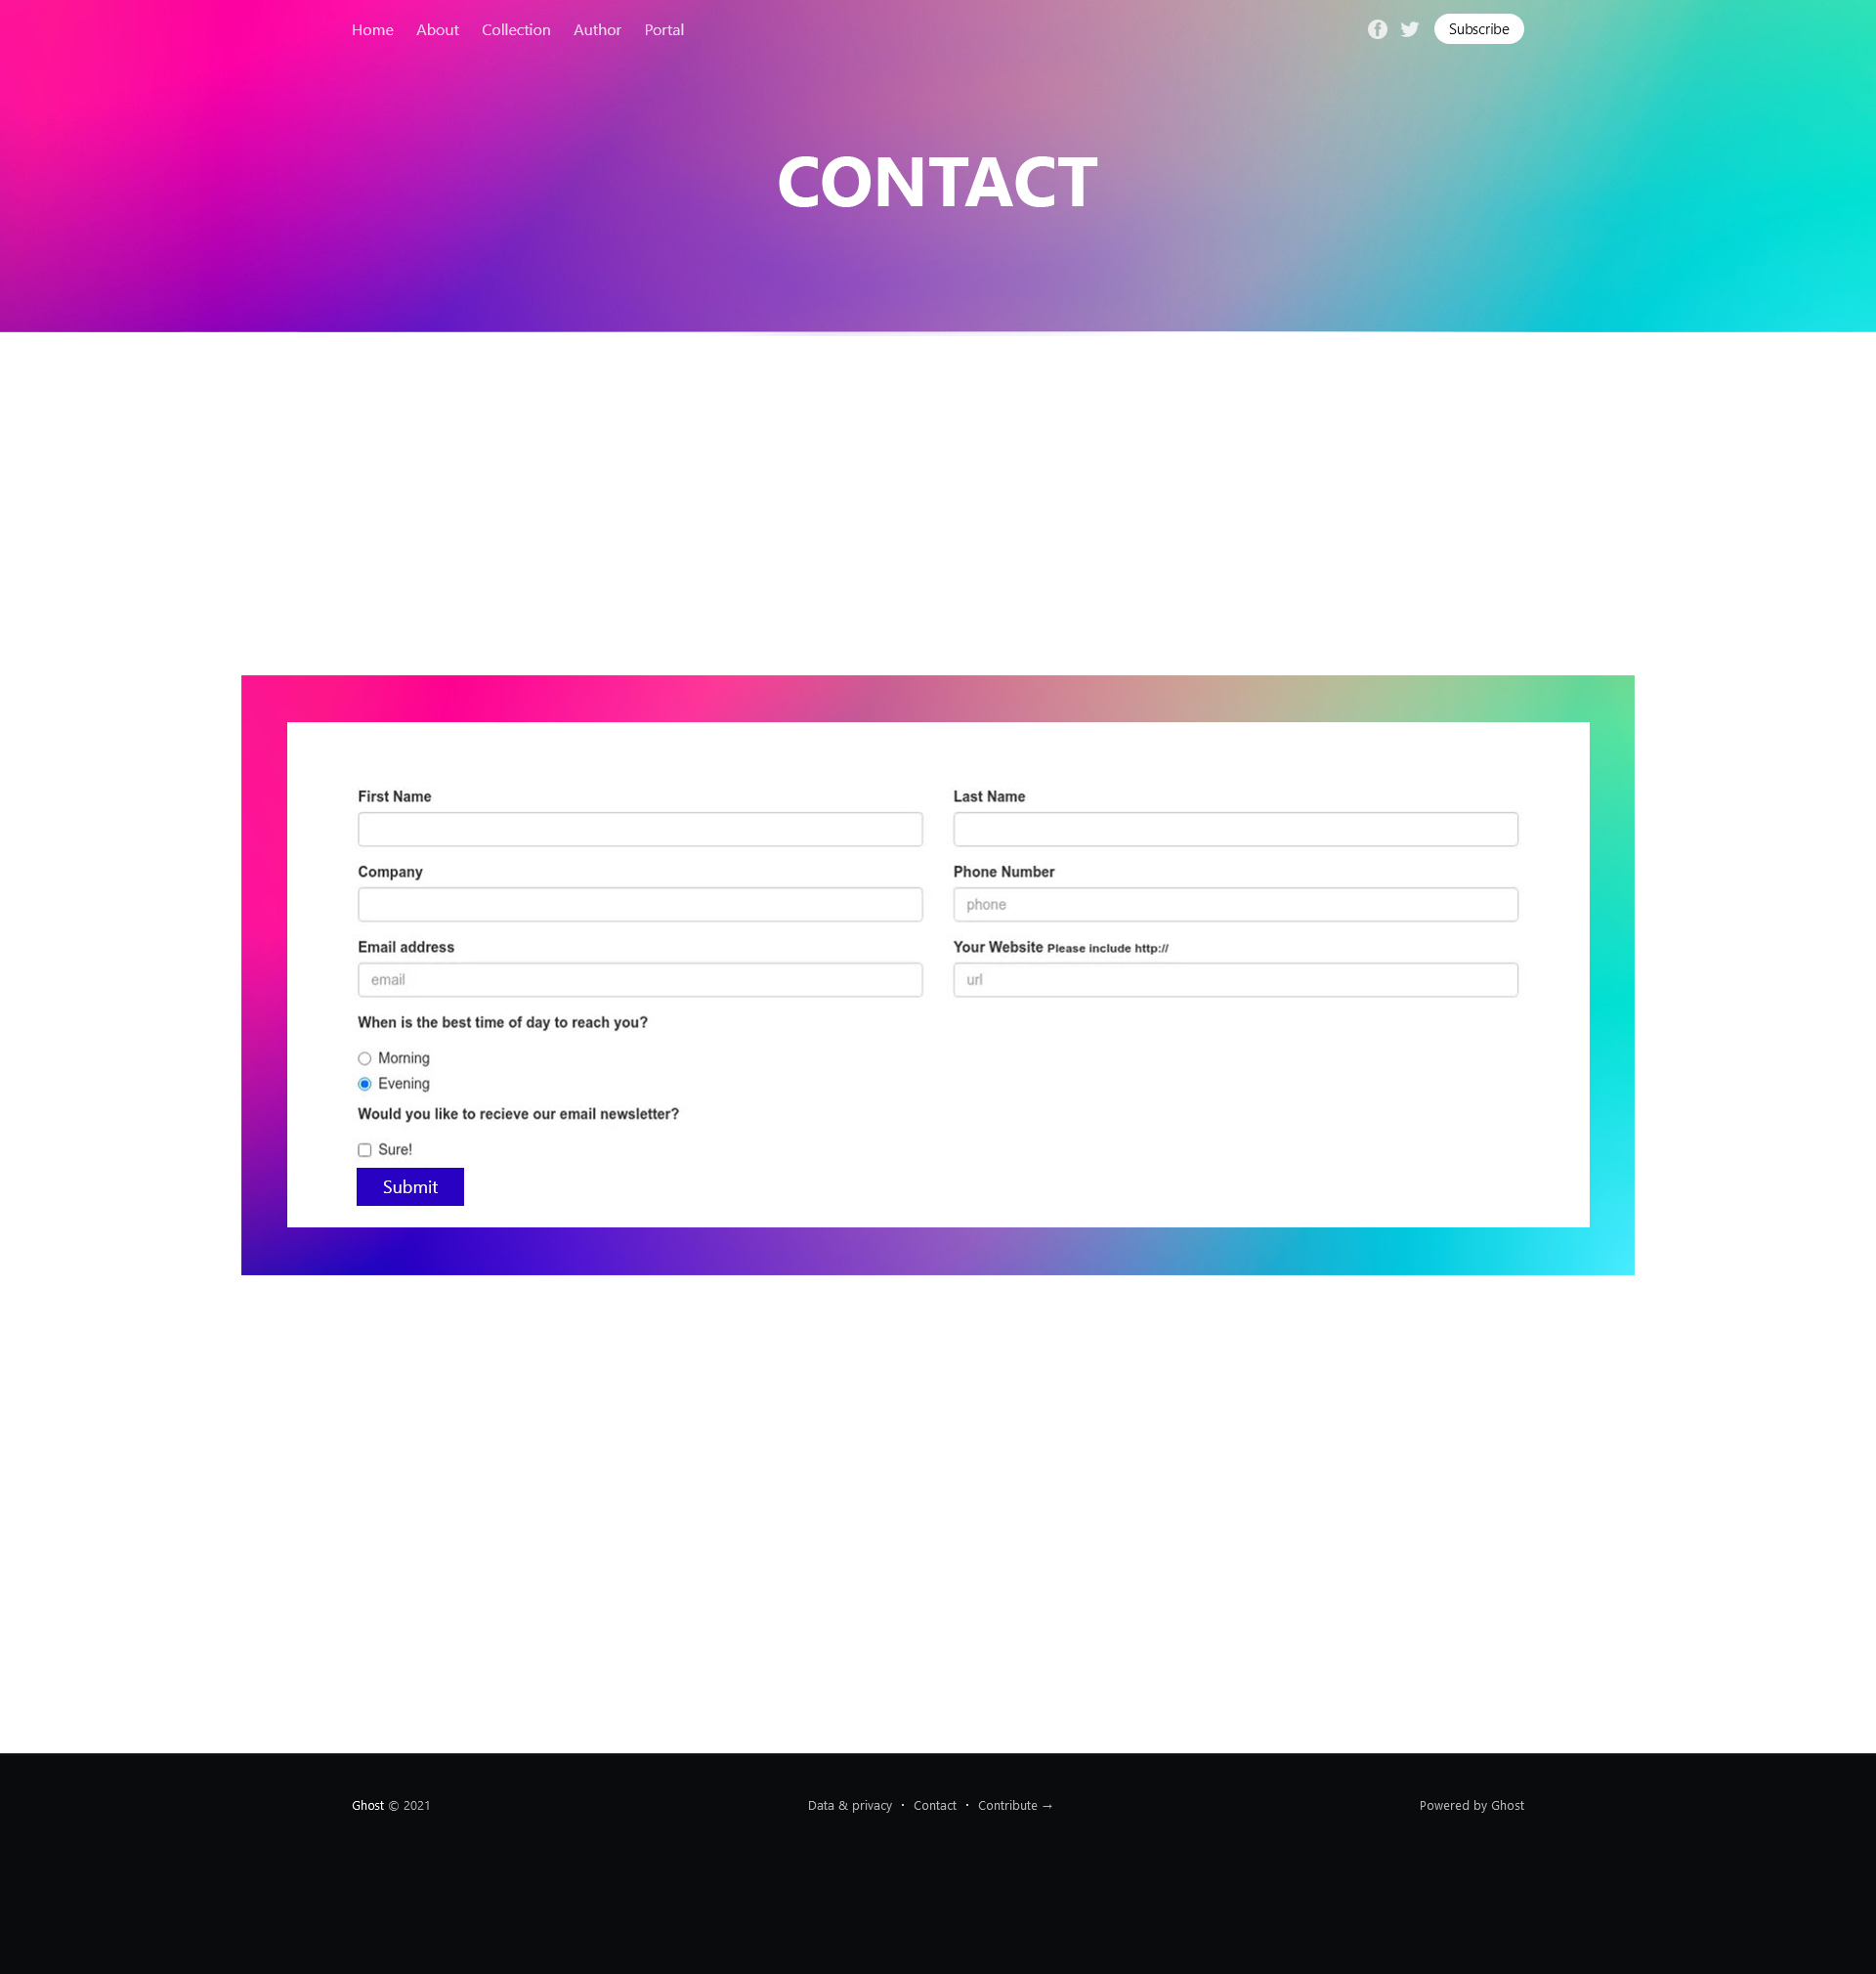 Home About Collection Author Portal Subscribe
CONTACT
First Name Last Name
Company Phone Number
phone
Email address Your Website Please include http://
email url
When is the best time of day to reach you?
Morning
Evening
Would you like to recieve our email newsletter?
Sure!
Submit
Ghost © 2021 Data & privacy • Contact • Contribute → Powered by Ghost